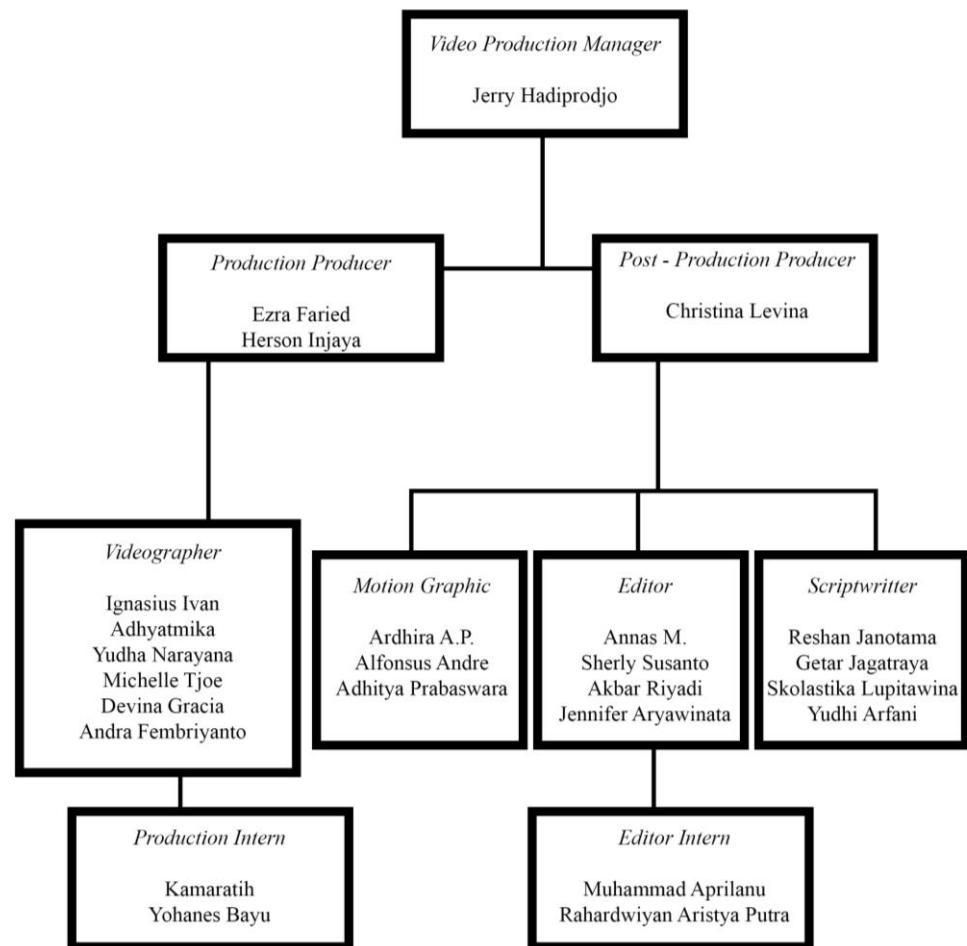 Video Production Manager
Jerry Hadiprodjo
Production Producer
Ezra Faried
Herson Injaya
Post - Production Producer
Christina Levina
Videographer
Ignasius Ivan
Adhyatmika
Yudha Narayana
Michelle Tjoe
Devina Gracia
Andra Fembriyanto
Motion Graphic
Ardhira A.P.
Alfonsus Andre
Adhitya Prabaswara
Editor
Annas M.
Sherly Susanto
Akbar Riyadi
Jennifer Aryawinata
Scriptwritter
Reshan Janotama
Getar Jagatraya
Skolastika Lupitawina
Yudhi Arfani
Production Intern
Kamaratih
Yohanes Bayu
Editor Intern
Muhammad Aprilanu
Rahardwiyan Aristya Putra